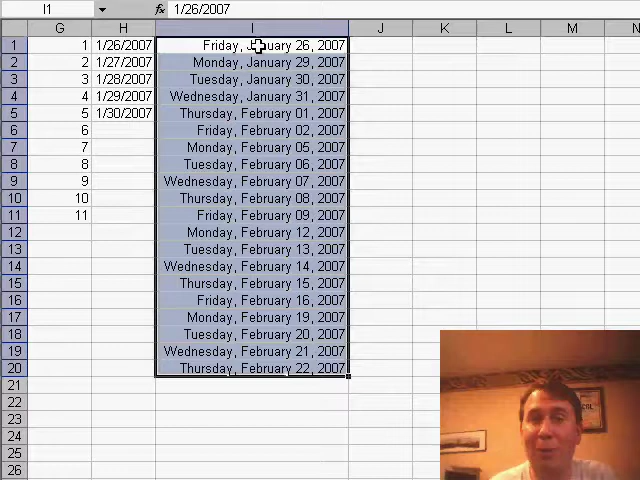 I1 fx 1/26/2007
G H I J K L M N
1 1 1/26/2007 Friday, January 26, 2007
2 2 1/27/2007 Monday, January 29, 2007
3 3 1/28/2007 Tuesday, January 30, 2007
4 4 1/29/2007 Wednesday, January 31, 2007
5 5 1/30/2007 Thursday, February 01, 2007
6 6 Friday, February 02, 2007
7 7 Monday, February 05, 2007
8 8 Tuesday, February 06, 2007
9 9 Wednesday, February 07, 2007
10 10 Thursday, February 08, 2007
11 11 Friday, February 09, 2007
12 Monday, February 12, 2007
13 Tuesday, February 13, 2007
14 Wednesday, February 14, 2007
15 Thursday, February 15, 2007
16 Friday, February 16, 2007
17 Monday, February 19, 2007
18 Tuesday, February 20, 2007
19 Wednesday, February 21, 2007
20 Thursday, February 22, 2007
21
22
23
24
25
26